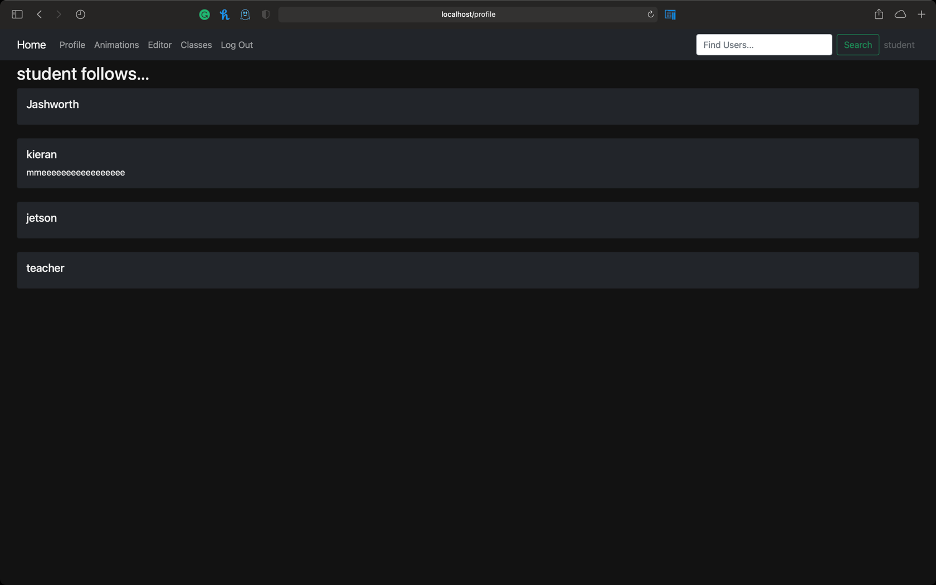 localhost/profile
Home Profile Animations Editor Classes Log Out Find Users... Search student
student follows...
Jashworth
kieran
mmeeeeeeeeeeeeeeeee
jetson
teacher